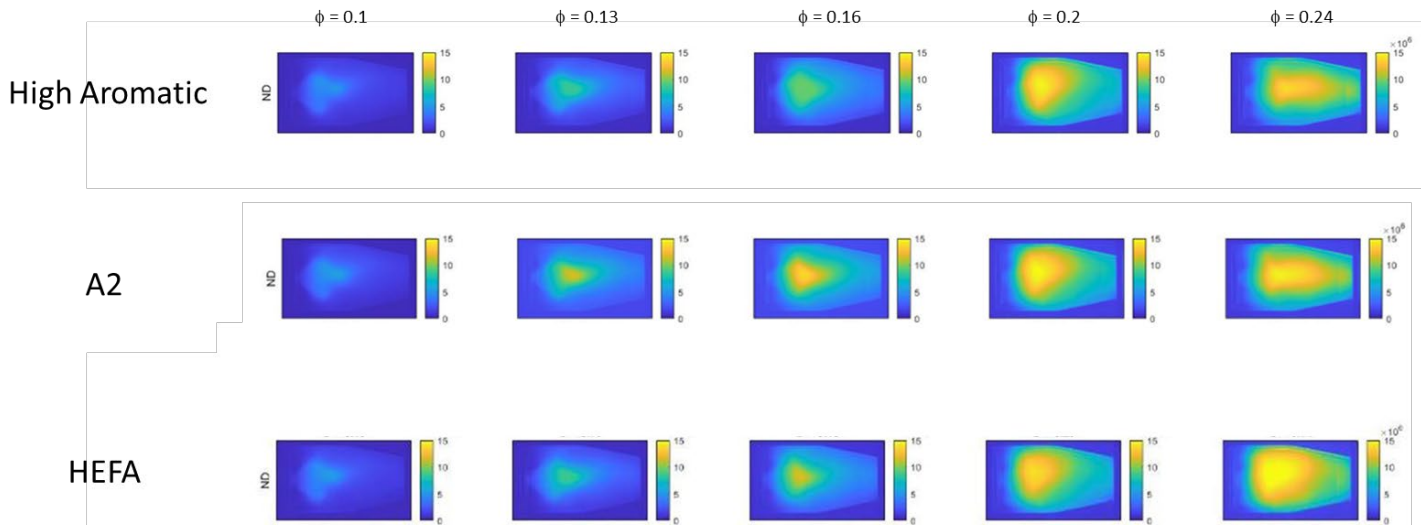 ϕ = 0.1 ϕ = 0.13 ϕ = 0.16 ϕ = 0.2 ϕ = 0.24
×10⁶
High Aromatic ND 15 10 5 0 15 10 5 0 15 10 5 0 15 10 5 0 15 10 5 0
×10⁶
A2 ND 15 10 5 0 15 10 5 0 15 10 5 0 15 10 5 0 15 10 5 0
×10⁶
HEFA ND 15 10 5 0 15 10 5 0 15 10 5 0 15 10 5 0 15 10 5 0